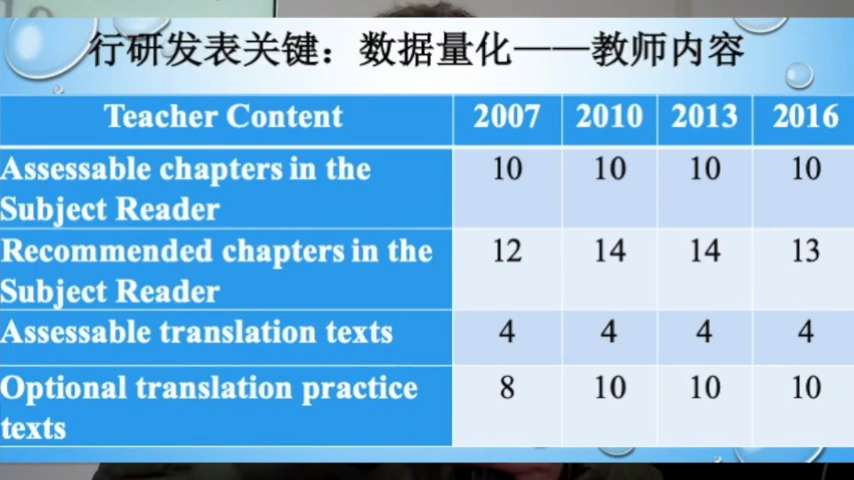 行研发表关键：数据量化——教师内容
Teacher Content 2007 2010 2013 2016
Assessable chapters in the
Subject Reader 10 10 10 10
Recommended chapters in the
Subject Reader 12 14 14 13
Assessable translation texts 4 4 4 4
Optional translation practice
texts 8 10 10 10